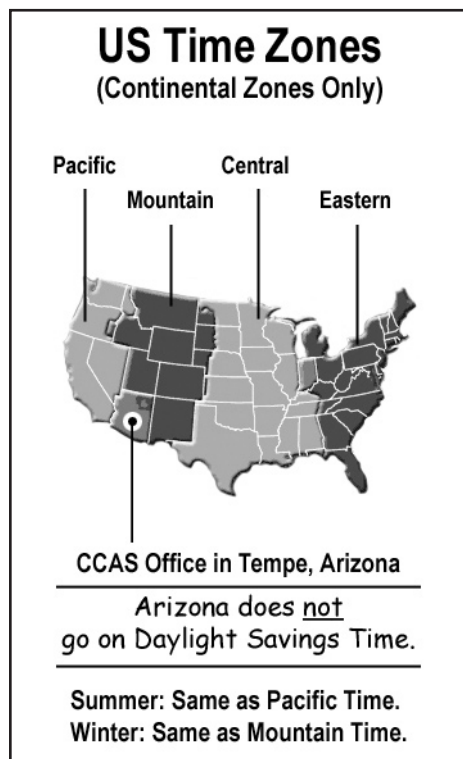 US Time Zones
(Continental Zones Only)
Pacific
Central
Mountain
Eastern
CCAS Office in Tempe, Arizona
Arizona does not
go on Daylight Savings Time.
Summer: Same as Pacific Time.
Winter: Same as Mountain Time.